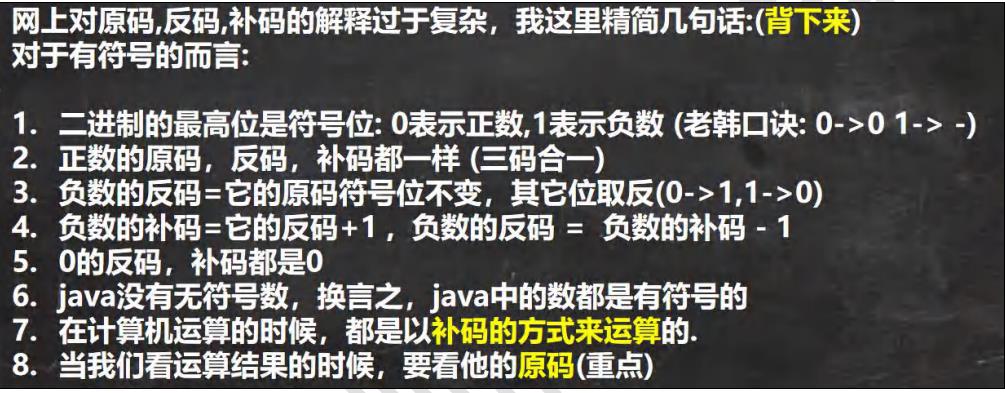 网上对原码,反码,补码的解释过于复杂，我这里精简几句话:(背下来)
对于有符号的而言:
1. 二进制的最高位是符号位: 0表示正数,1表示负数 (老韩口诀: 0->0 1-> -)
2. 正数的原码，反码，补码都一样 (三码合一)
3. 负数的反码=它的原码符号位不变，其它位取反(0->1,1->0)
4. 负数的补码=它的反码+1 ，负数的反码 = 负数的补码 - 1
5. 0的反码，补码都是0
6. java没有无符号数，换言之，java中的数都是有符号的
7. 在计算机运算的时候，都是以补码的方式来运算的.
8. 当我们看运算结果的时候，要看他的原码(重点)